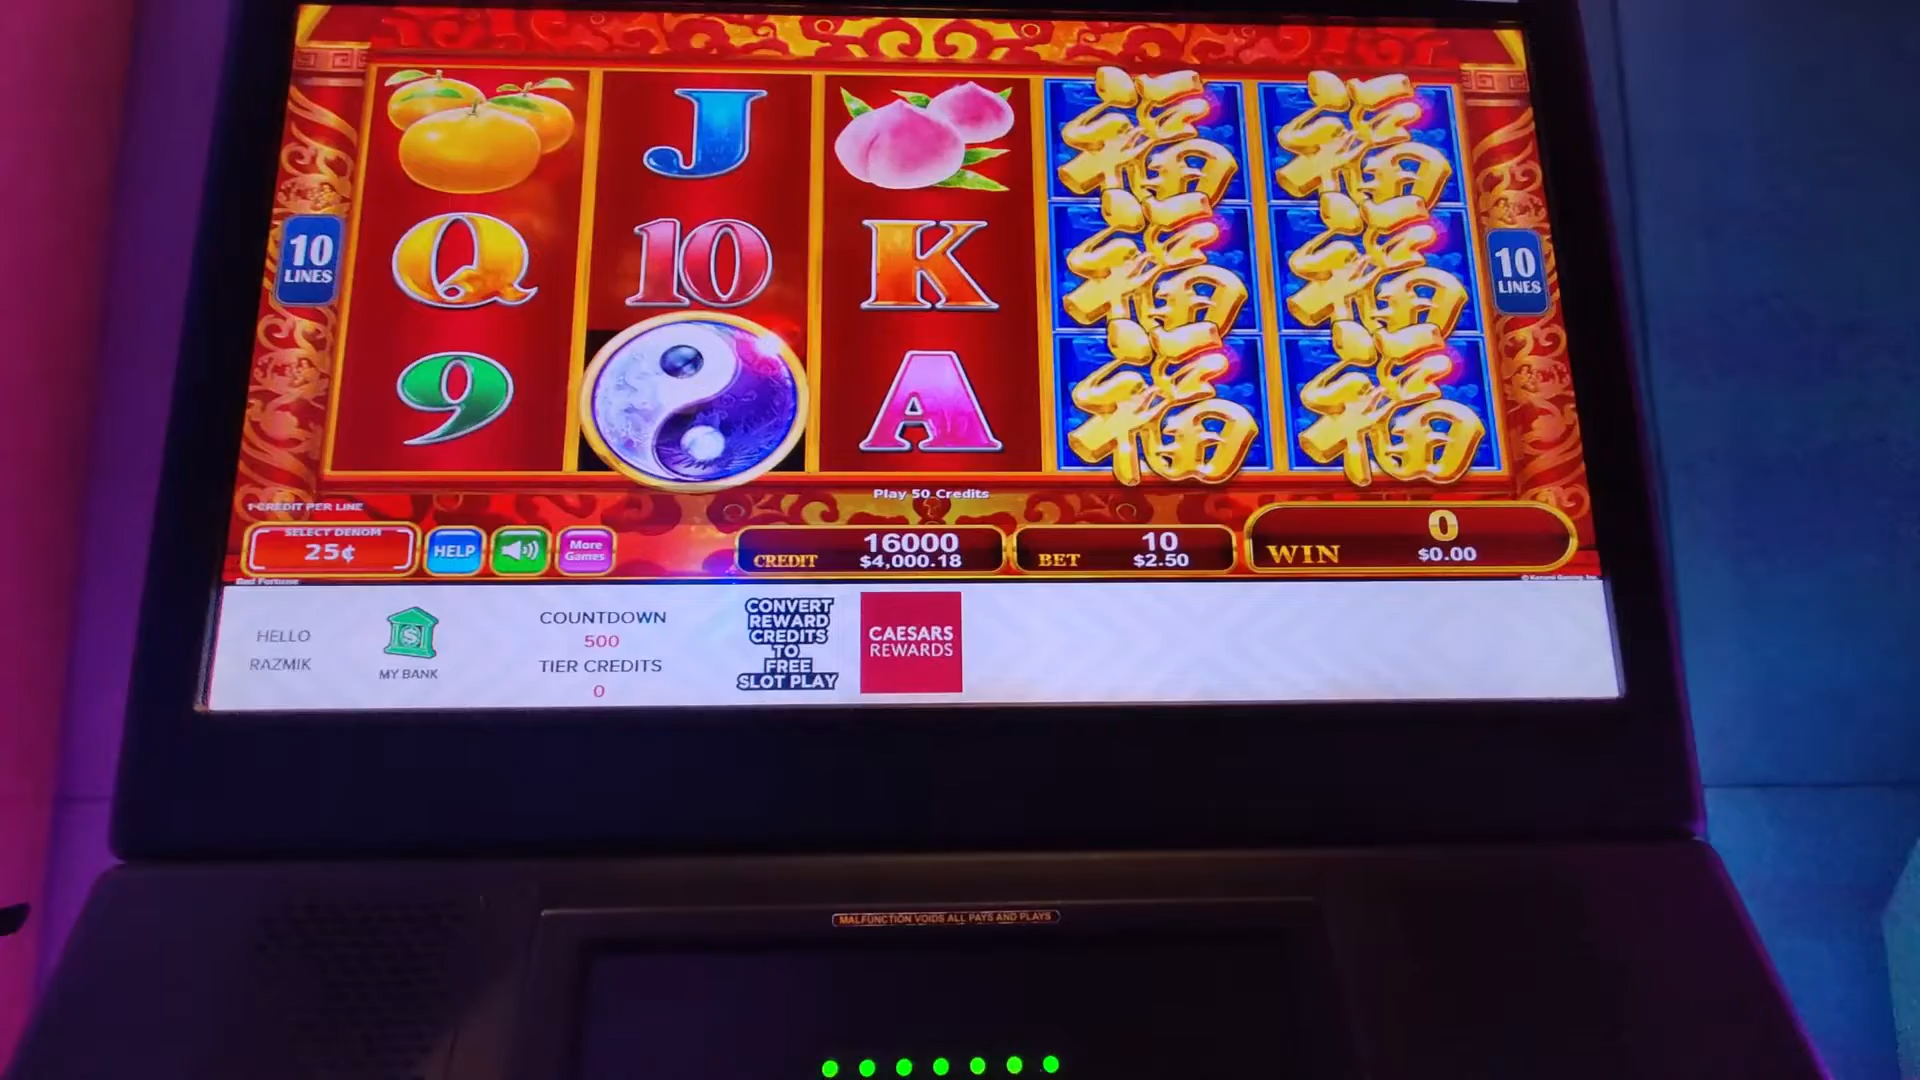 J
福 福
Q 10 K 福 福
9 A 福 福
10
LINES
10
LINES
Play 50 Credits
1 CREDIT PER LINE
SELECT DENOM
25¢
HELP
More
Games
CREDIT
16000
$4,000.18
BET
10
$2.50
WIN
0
$0.00
© Konami Gaming, Inc.
HELLO
RAZMIK
MY BANK
COUNTDOWN
500
TIER CREDITS
0
CONVERT
REWARD
CREDITS
TO
FREE
SLOT PLAY
CAESARS
REWARDS
MALFUNCTION VOIDS ALL PAYS AND PLAYS